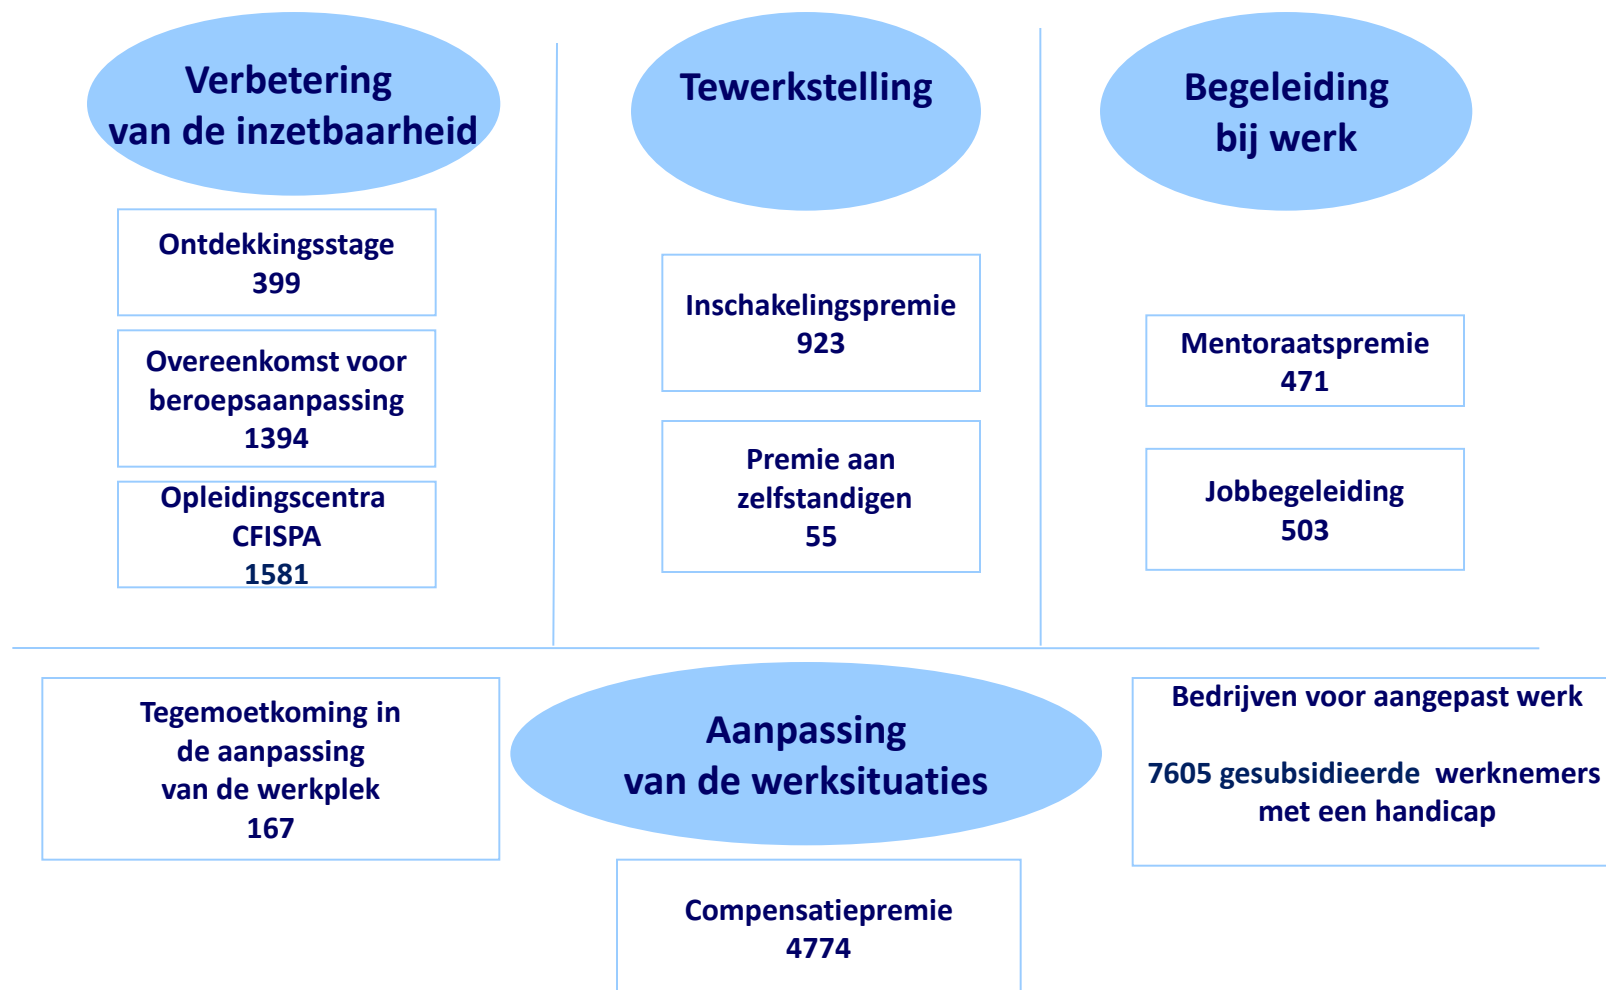 Verbetering
van de inzetbaarheid
Ontdekkingsstage
399
Overeenkomst voor
beroepsaanpassing
1394
Opleidingscentra
CFISPA
1581
Tewerkstelling
Inschakelingspremie
923
Premie aan
zelfstandigen
55
Begeleiding
bij werk
Mentoraatspremie
471
Jobbegeleiding
503
Tegemoetkoming in
de aanpassing
van de werkplek
167
Aanpassing
van de werksituaties
Compensatiepremie
4774
Bedrijven voor aangepast werk
7605 gesubsidieerde werknemers
met een handicap